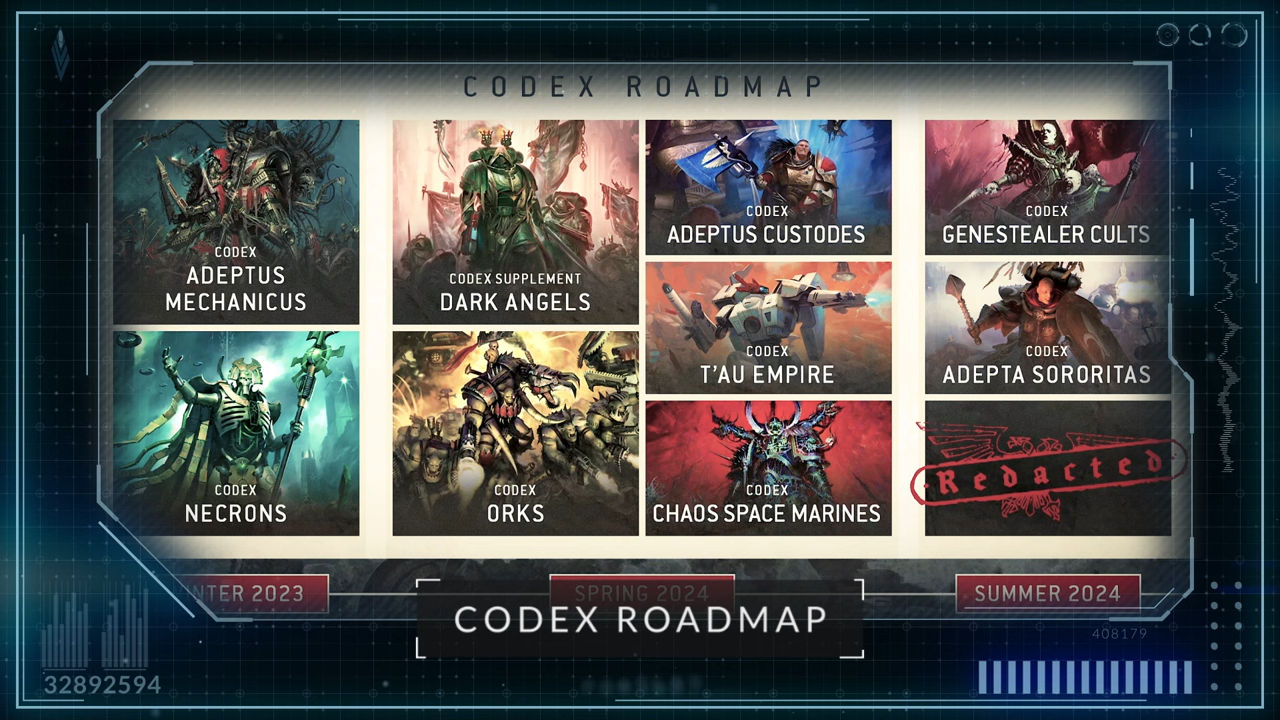 CODEX ROADMAP
CODEX
ADEPTUS
MECHANICUS
CODEX
NECRONS
CODEX SUPPLEMENT
DARK ANGELS
CODEX
ORKS
CODEX
ADEPTUS CUSTODES
CODEX
T'AU EMPIRE
CODEX
CHAOS SPACE MARINES
CODEX
GENESTEALER CULTS
CODEX
ADEPTA SORORITAS
Redacted
NTER 2023
SPRING 2024
SUMMER 2024
CODEX ROADMAP
408179
32892594